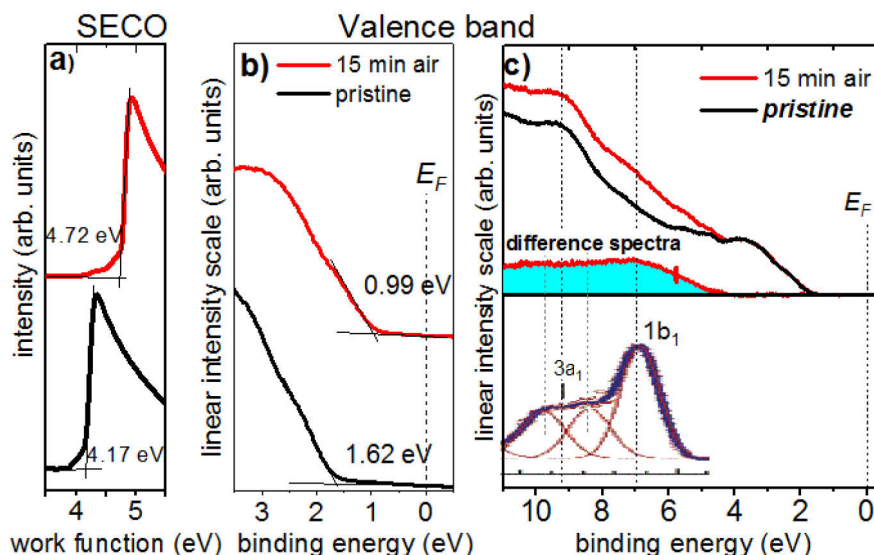 SECO
Valence band
a)
4.72 eV
4.17 eV
intensity (arb. units)
4 5
work function (eV)
b)
15 min air
pristine
E_F
0.99 eV
1.62 eV
linear intensity scale (arb. units)
3 2 1 0
binding energy (eV)
c)
15 min air
pristine
E_F
difference spectra
1b₁
3a₁
linear intensity scale (arb. units)
10 8 6 4 2 0
binding energy (eV)